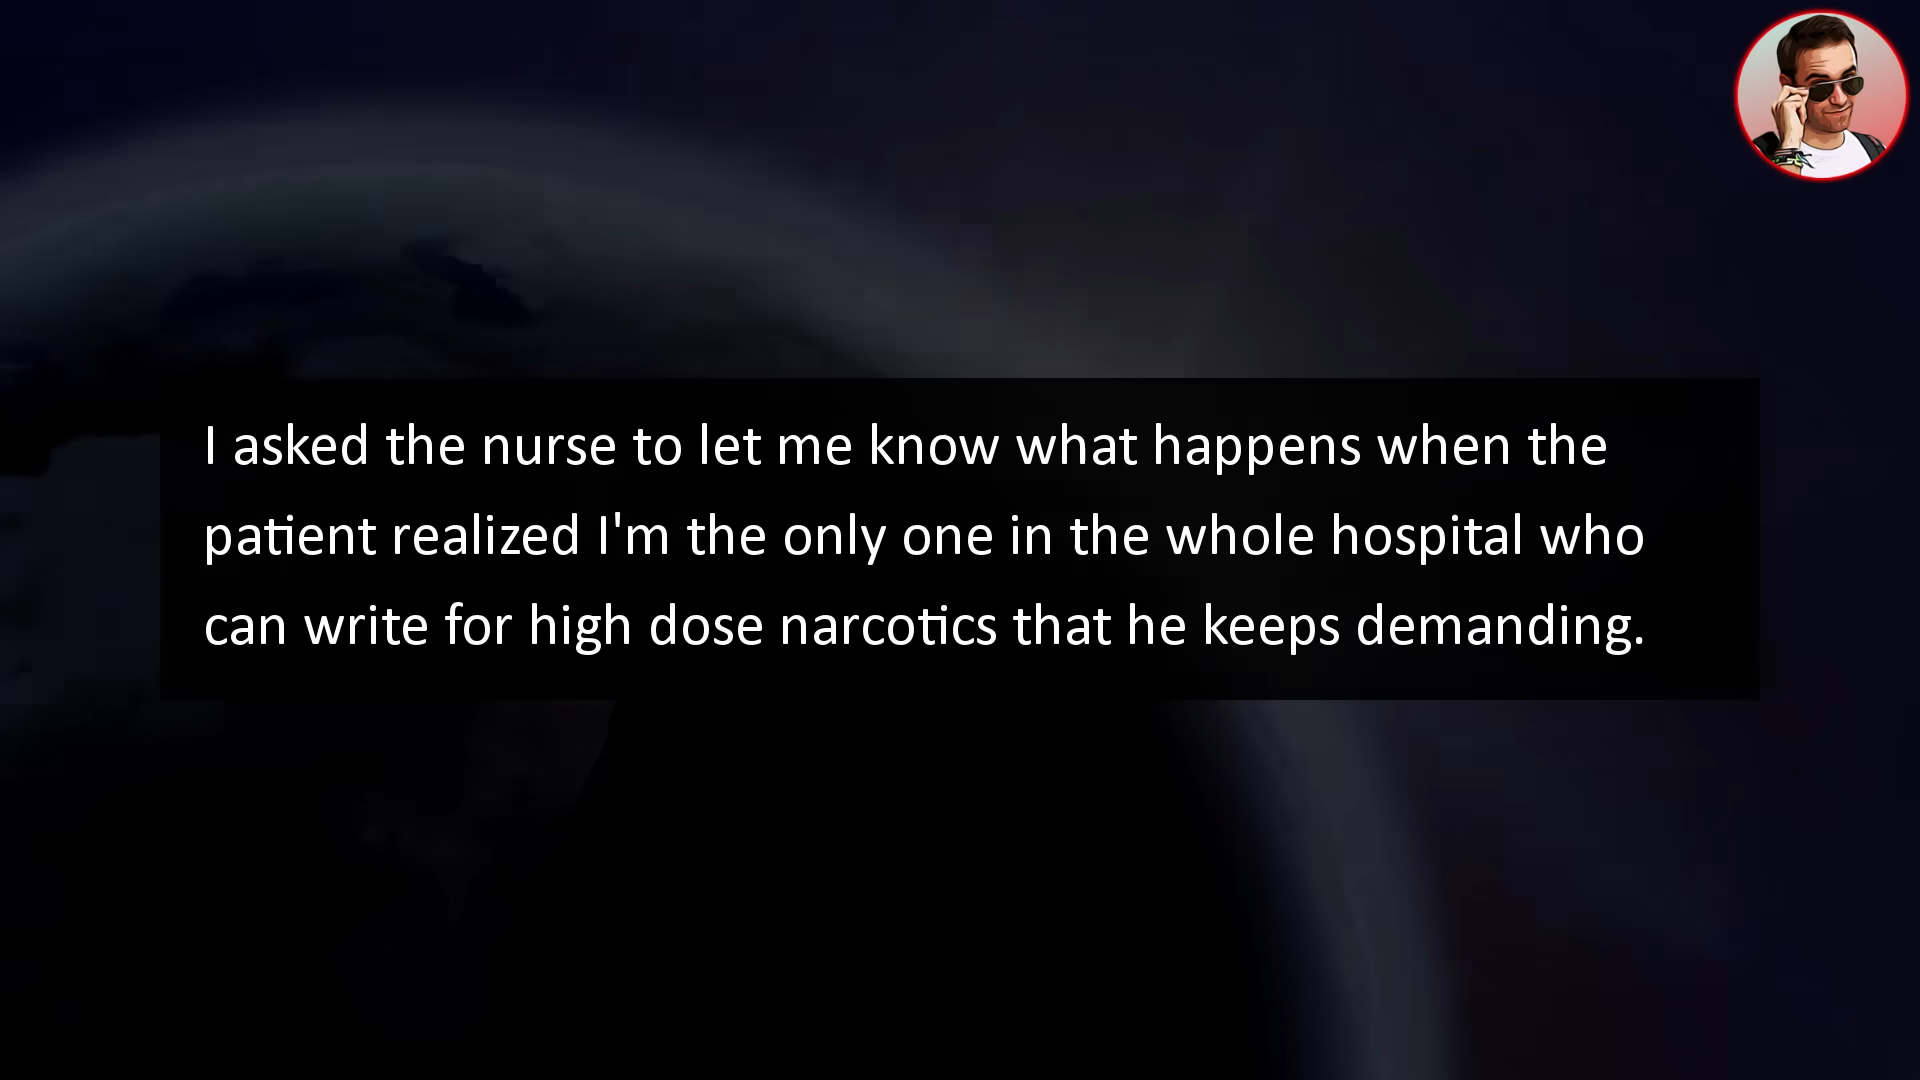 I asked the nurse to let me know what happens when the
patient realized I'm the only one in the whole hospital who
can write for high dose narcotics that he keeps demanding.